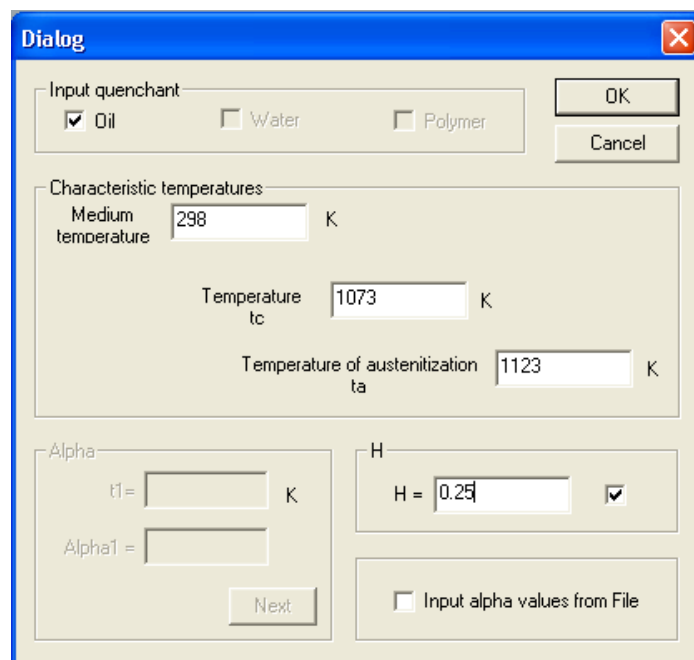 Dialog
Input quenchant
Oil
Water
Polymer
OK
Cancel
Characteristic temperatures
Medium
temperature
298
K
Temperature
tc
1073
K
Temperature of austenitization
ta
1123
K
Alpha
t1=
K
Alpha1 =
Next
H
H =
0.25
Input alpha values from File